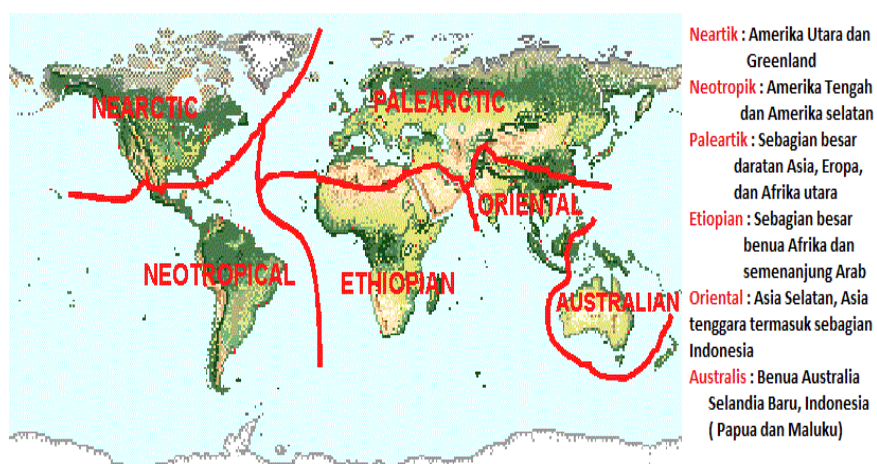 NEARCTIC
PALEARCTIC
ORIENTAL
NEOTROPICAL
ETHIOPIAN
AUSTRALIAN
Neartik : Amerika Utara dan
Greenland
Neotropik : Amerika Tengah
dan Amerika selatan
Paleartik : Sebagian besar
daratan Asia, Eropa,
dan Afrika utara
Etiopian : Sebagian besar
benua Afrika dan
semenanjung Arab
Oriental : Asia Selatan, Asia
tenggara termasuk sebagian
Indonesia
Australis : Benua Australia
Selandia Baru, Indonesia
( Papua dan Maluku)